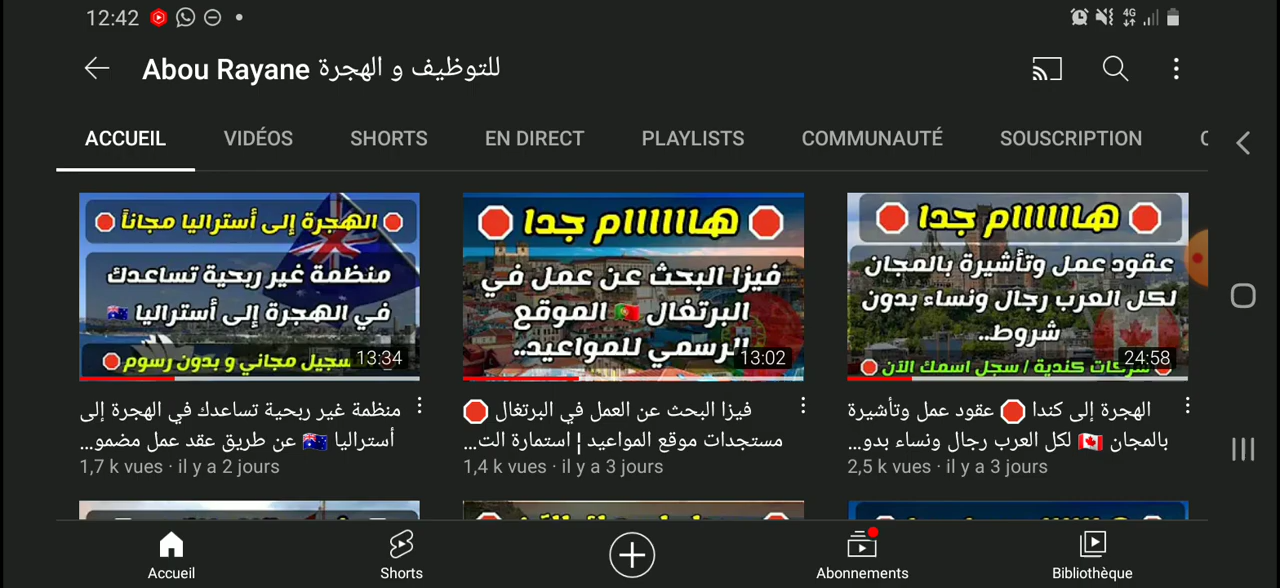 12:42
4G
Abou Rayane للتوظيف و الهجرة
ACCUEIL VIDÉOS SHORTS EN DIRECT PLAYLISTS COMMUNAUTÉ SOUSCRIPTION
الهجرة إلى أستراليا مجاناً
منظمة غير ربحية تساعدك
في الهجرة إلى أستراليا
سجيل مجاني و بدون رسوم
13:34
منظمة غير ربحية تساعدك في الهجرة إلى
أستراليا 🇦🇺 عن طريق عقد عمل مضمو...
1,7 k vues · il y a 2 jours
هاااااام جدا
فيزا البحث عن عمل في
البرتغال 🇵🇹 الموقع
الرسمي للمواعيد..
13:02
فيزا البحث عن العمل في البرتغال 🛑
مستجدات موقع المواعيد ¦ استمارة الت...
1,4 k vues · il y a 3 jours
هاااااام جدا
عقود عمل وتأشيرة بالمجان
لكل العرب رجال ونساء بدون
شروط..
شركات كندية / سجل اسمك الآن
24:58
الهجرة إلى كندا 🛑 عقود عمل وتأشيرة
بالمجان 🇨🇦 لكل العرب رجال ونساء بدو...
2,5 k vues · il y a 3 jours
Accueil Shorts Abonnements Bibliothèque